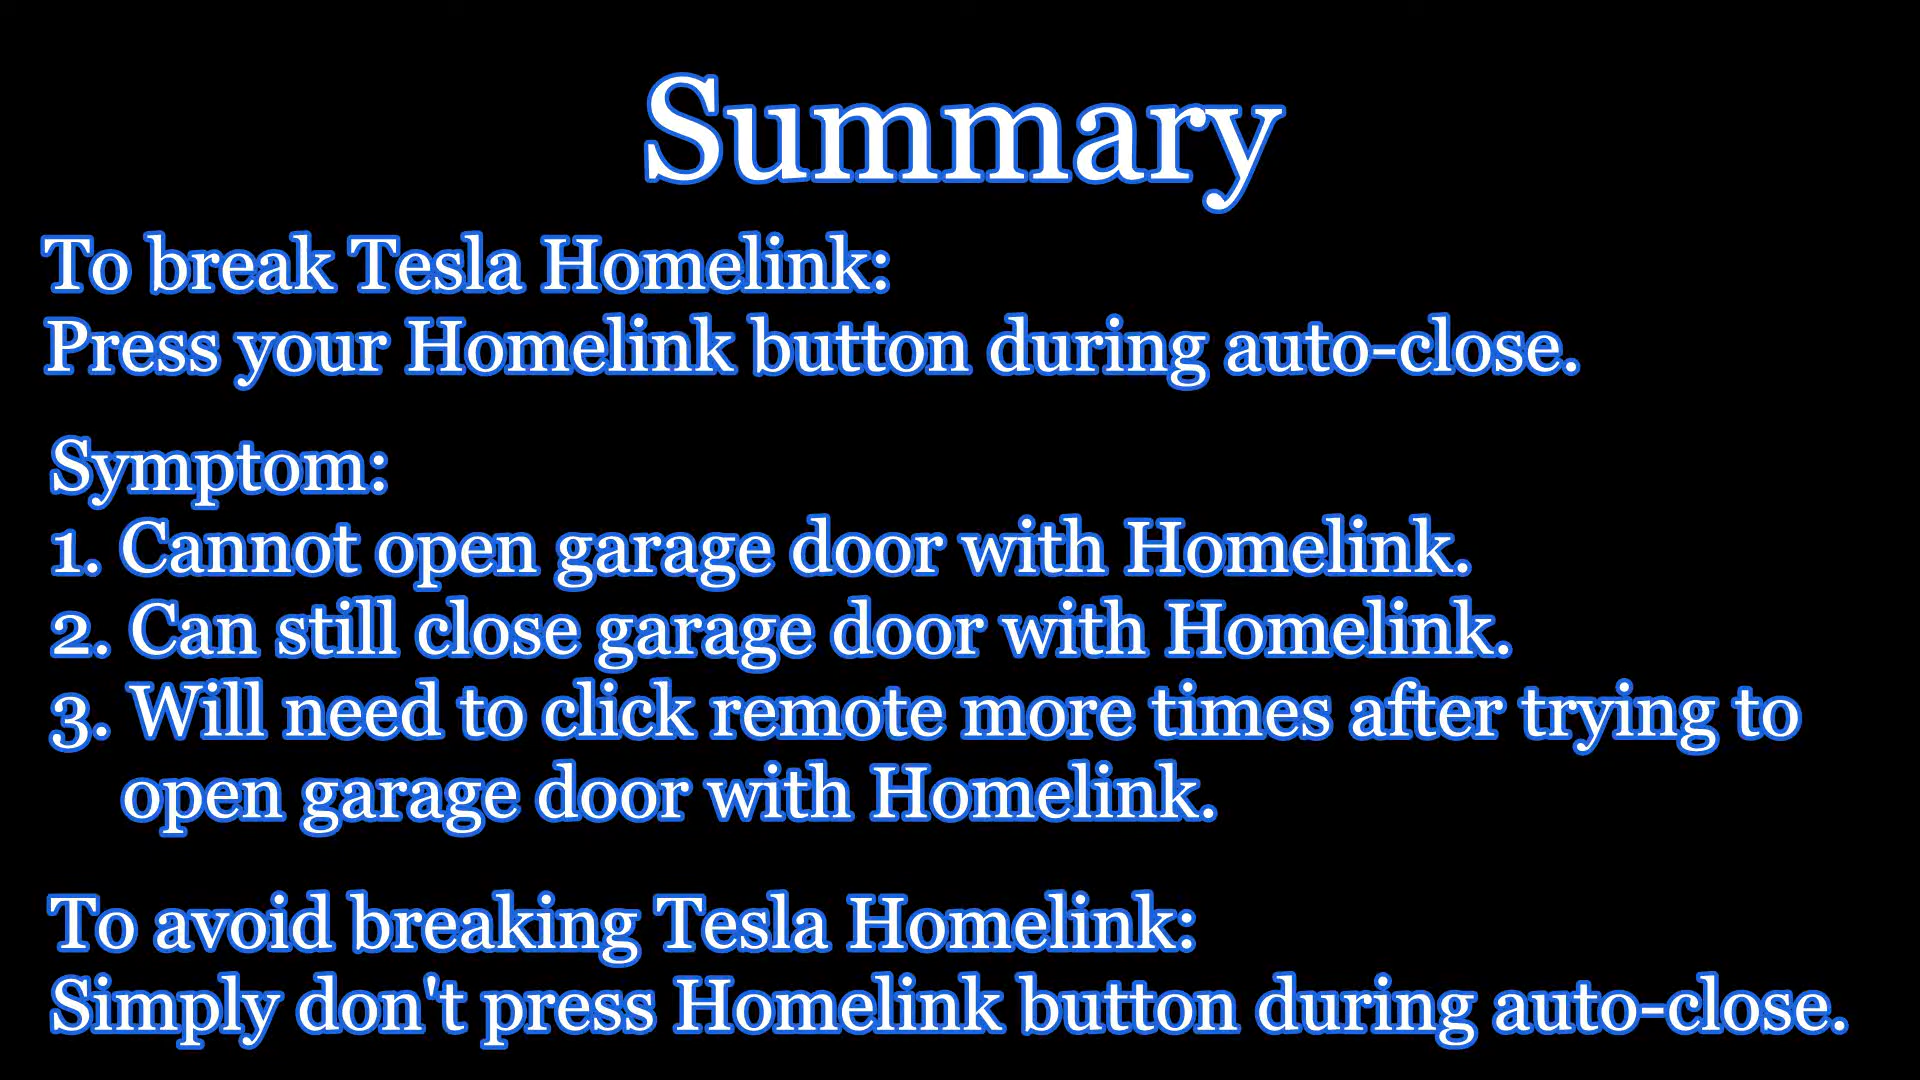 Summary
To break Tesla Homelink:
Press your Homelink button during auto-close.
Symptom:
1. Cannot open garage door with Homelink.
2. Can still close garage door with Homelink.
3. Will need to click remote more times after trying to
open garage door with Homelink.
To avoid breaking Tesla Homelink:
Simply don't press Homelink button during auto-close.